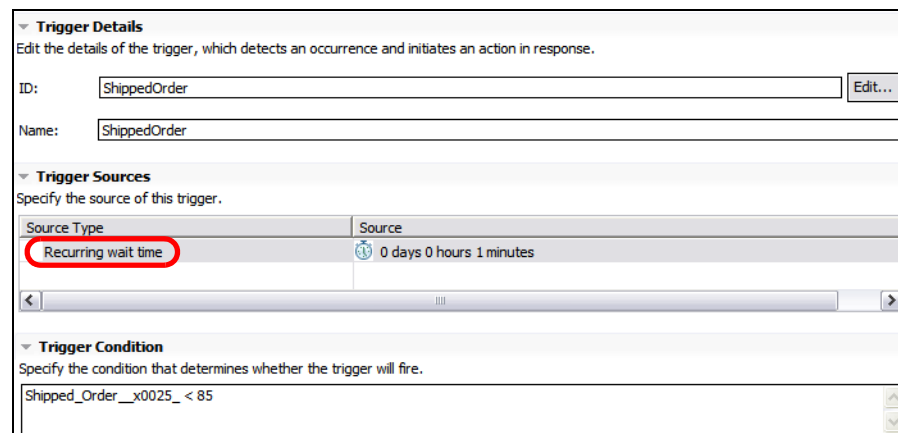 Trigger Details
Edit the details of the trigger, which detects an occurrence and initiates an action in response.
ID: ShippedOrder Edit...
Name: ShippedOrder
Trigger Sources
Specify the source of this trigger.
Source Type Source
Recurring wait time 0 days 0 hours 1 minutes
Trigger Condition
Specify the condition that determines whether the trigger will fire.
Shipped_Order__x0025_ < 85